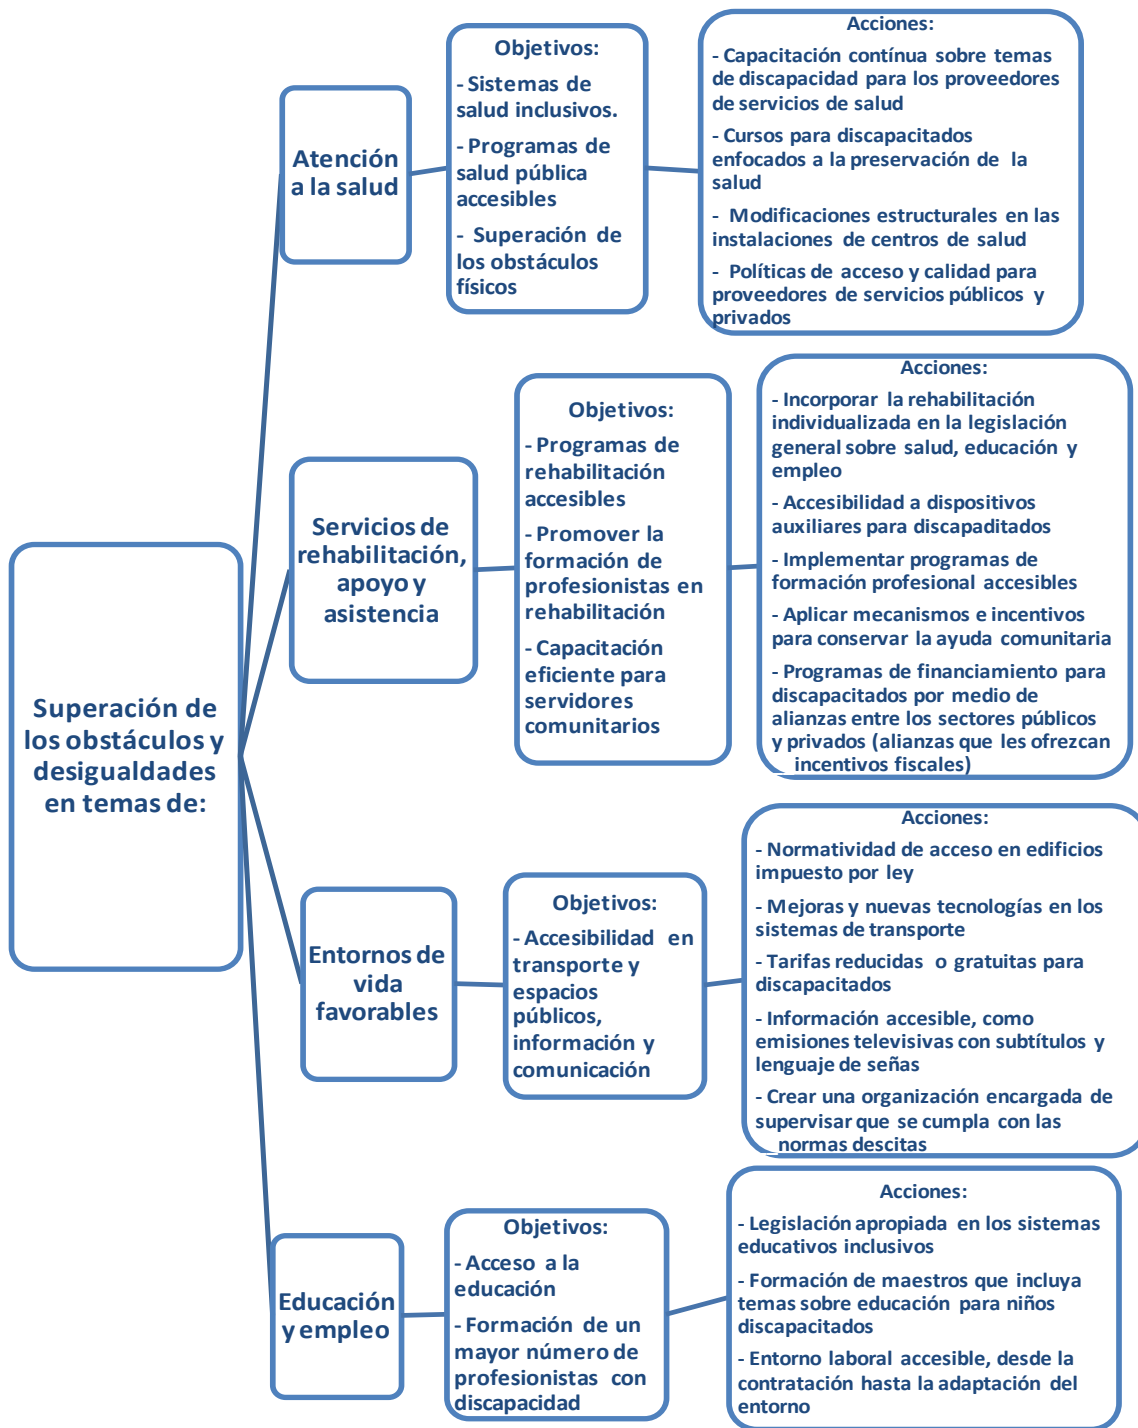 Superación de
los obstáculos y
desigualdades
en temas de:
Atención
a la salud
Objetivos:
- Sistemas de
salud inclusivos.
- Programas de
salud pública
accesibles
- Superación de
los obstáculos
físicos
Acciones:
- Capacitación contínua sobre temas
de discapacidad para los proveedores
de servicios de salud
- Cursos para discapacitados
enfocados a la preservación de la
salud
- Modificaciones estructurales en las
instalaciones de centros de salud
- Políticas de acceso y calidad para
proveedores de servicios públicos y
privados
Servicios de
rehabilitación,
apoyo y
asistencia
Objetivos:
- Programas de
rehabilitación
accesibles
- Promover la
formación de
profesionistas en
rehabilitación
- Capacitación
eficiente para
servidores
comunitarios
Acciones:
- Incorporar la rehabilitación
individualizada en la legislación
general sobre salud, educación y
empleo
- Accesibilidad a dispositivos
auxiliares para discapaditados
- Implementar programas de
formación profesional accesibles
- Aplicar mecanismos e incentivos
para conservar la ayuda comunitaria
- Programas de financiamiento para
discapacitados por medio de
alianzas entre los sectores públicos
y privados (alianzas que les ofrezcan
incentivos fiscales)
Entornos de
vida
favorables
Objetivos:
- Accesibilidad en
transporte y
espacios
públicos,
información y
comunicación
Acciones:
- Normatividad de acceso en edificios
impuesto por ley
- Mejoras y nuevas tecnologías en los
sistemas de transporte
- Tarifas reducidas o gratuitas para
discapacitados
- Información accesible, como
emisiones televisivas con subtítulos y
lenguaje de señas
- Crear una organización encargada de
supervisar que se cumpla con las
normas descitas
Educación
y empleo
Objetivos:
- Acceso a la
educación
- Formación de un
mayor número de
profesionistas con
discapacidad
Acciones:
- Legislación apropiada en los sistemas
educativos inclusivos
- Formación de maestros que incluya
temas sobre educación para niños
discapacitados
- Entorno laboral accesible, desde la
contratación hasta la adaptación del
entorno